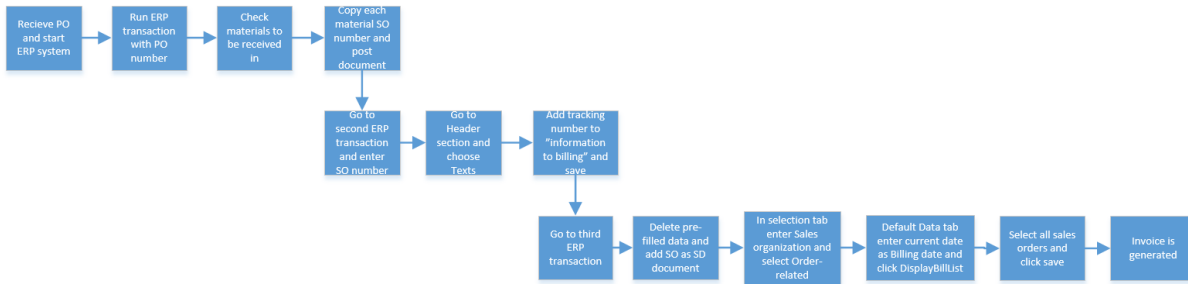 Recieve PO
and start
ERP system
Run ERP
transaction
with PO
number
Check
materials to
be received
in
Copy each
material SO
number and
post
document
Go to
second ERP
transaction
and enter
SO number
Go to
Header
section and
choose
Texts
Add tracking
number to
"information
to billing" and
save
Go to third
ERP
transaction
Delete pre-
filled data and
add SO as SD
document
In selection tab
enter Sales
organization and
select Order-
related
Default Data tab
enter current date
as Billing date and
click DisplayBillList
Select all sales
orders and
click save
Invoice is
generated